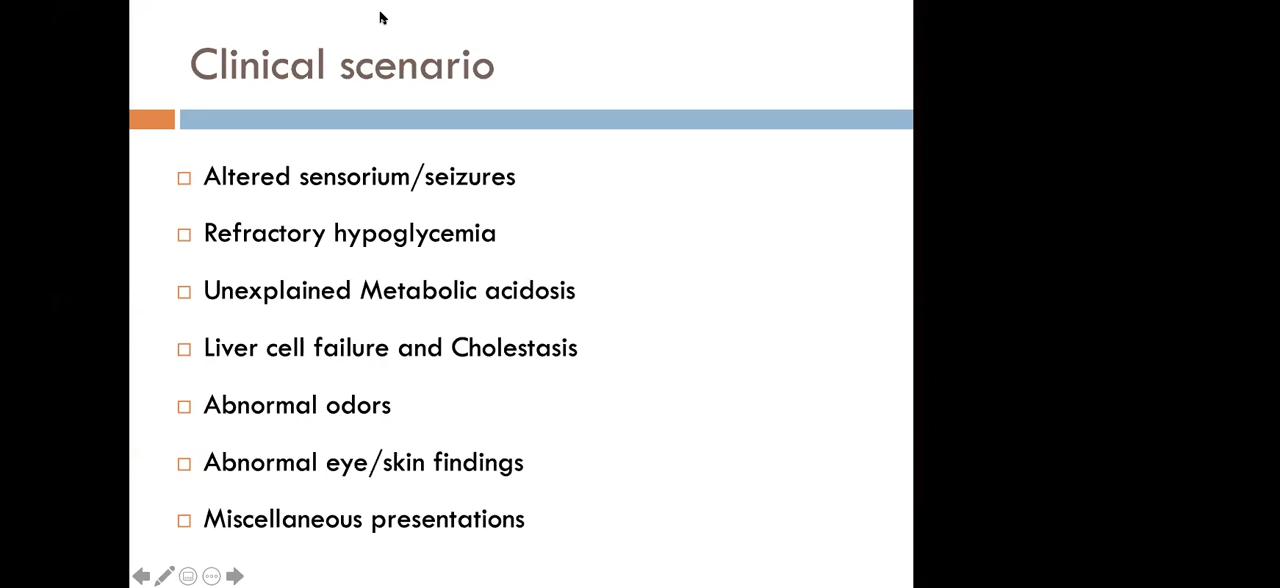 Clinical scenario
Altered sensorium/seizures
Refractory hypoglycemia
Unexplained Metabolic acidosis
Liver cell failure and Cholestasis
Abnormal odors
Abnormal eye/skin findings
Miscellaneous presentations